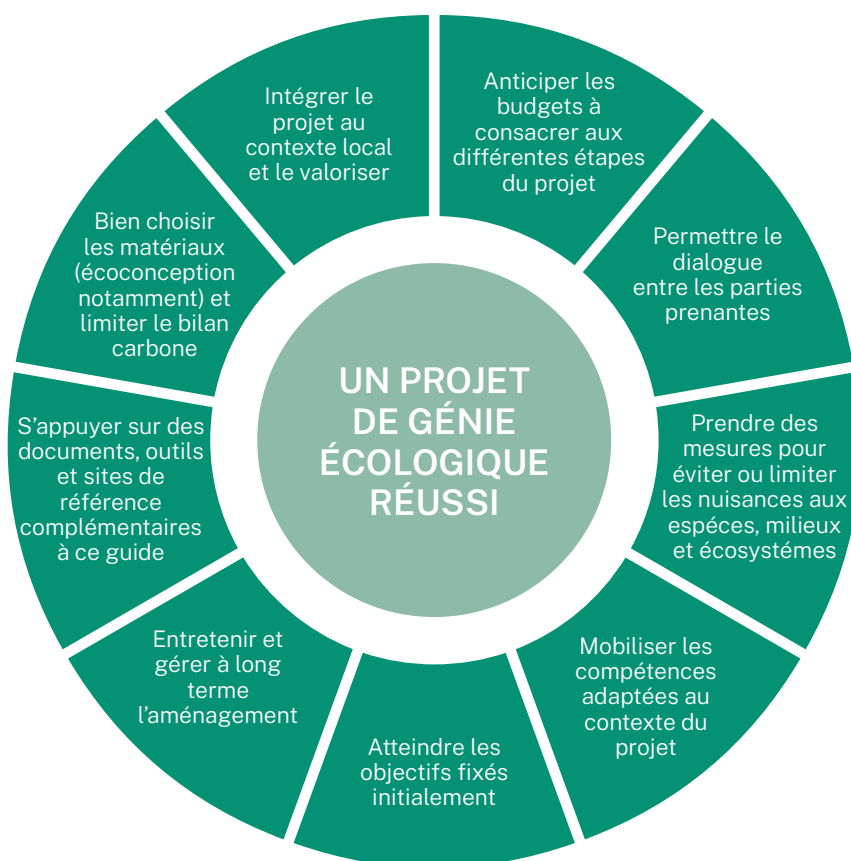 Intégrer le
projet au
contexte local
et le valoriser
Anticiper les
budgets à
consacrer aux
différentes étapes
du projet
Permettre le
dialogue
entre les parties
prenantes
Prendre des
mesures pour
éviter ou limiter
les nuisances aux
espéces, milieux
et écosystémes
Mobiliser les
compétences
adaptées au
contexte du
projet
Atteindre les
objectifs fixés
initialement
Entretenir et
gérer à long
terme
l’aménagement
S’appuyer sur des
documents, outils
et sites de
référence
complémentaires
à ce guide
Bien choisir
les matériaux
(écoconception
notamment) et
limiter le bilan
carbone
UN PROJET
DE GÉNIE
ÉCOLOGIQUE
RÉUSSI